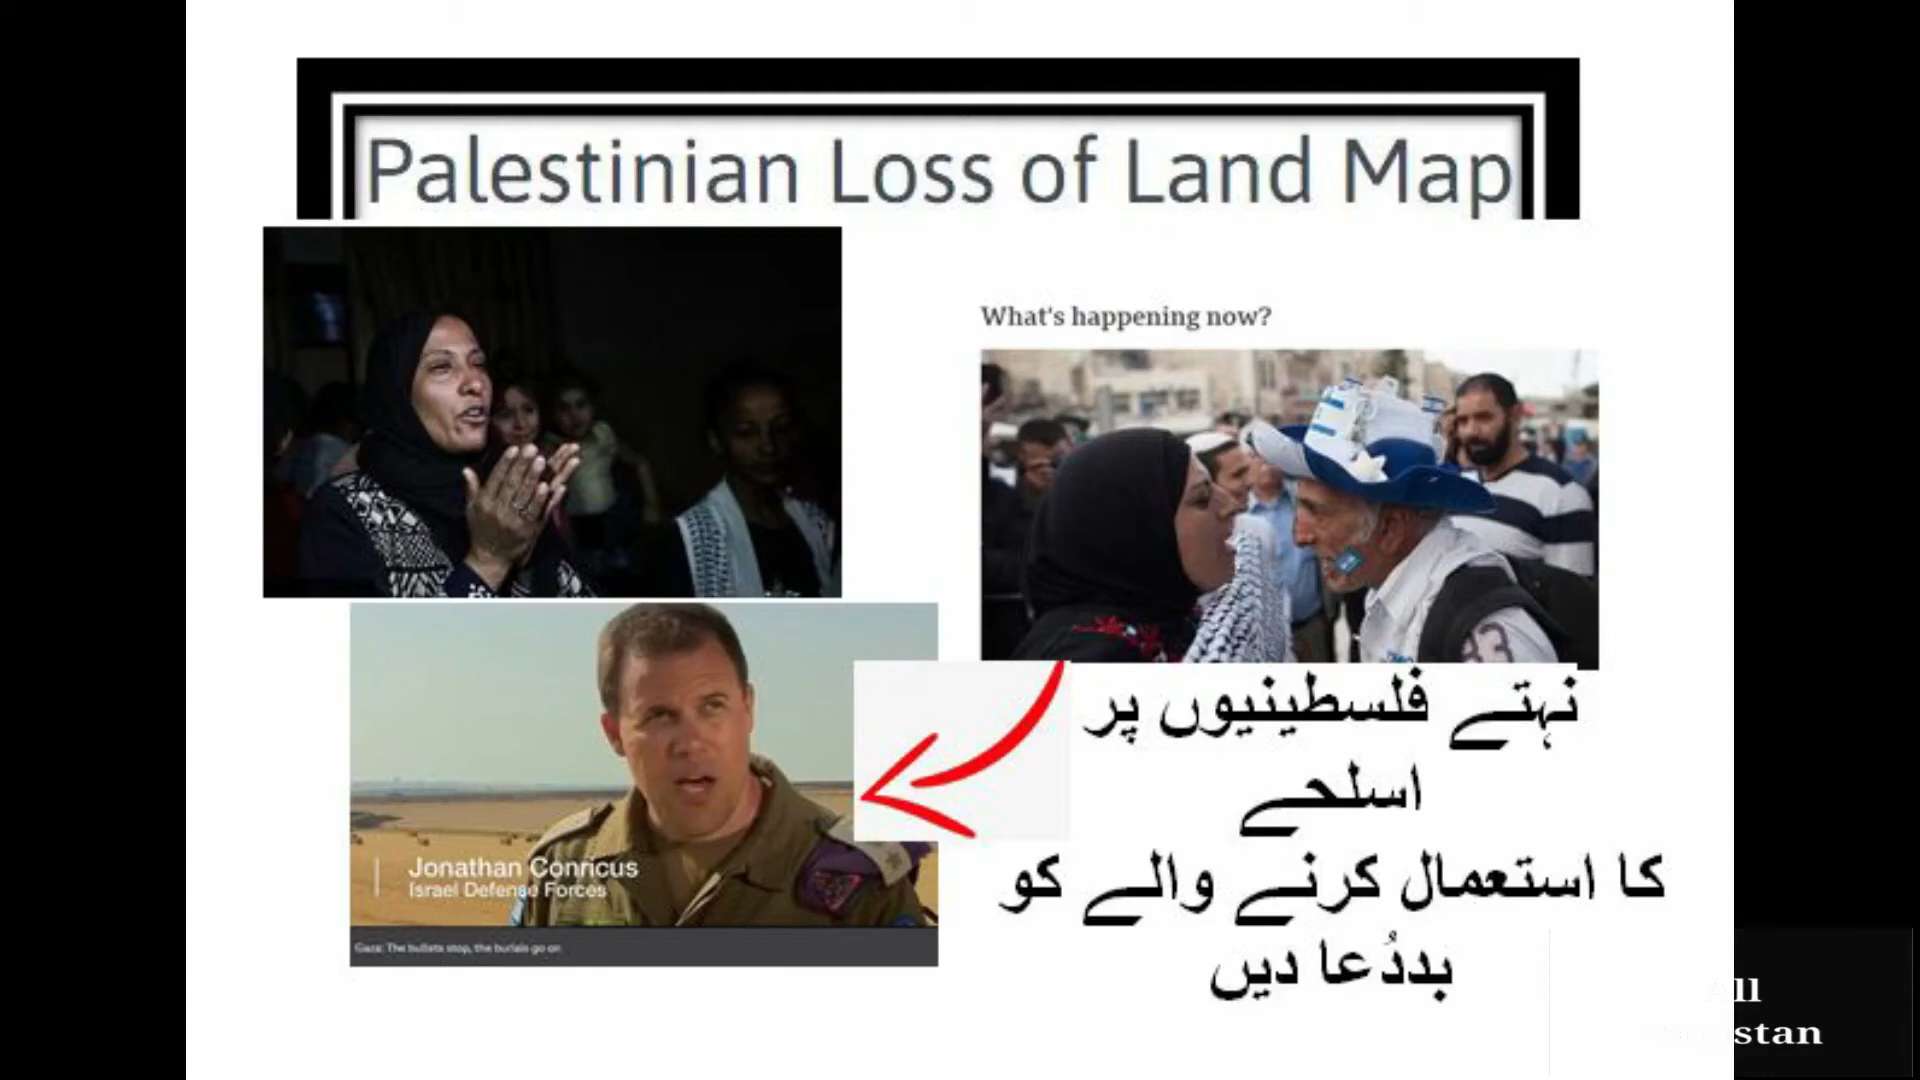 Palestinian Loss of Land Map
What's happening now?
نہتے فلسطینیوں پر
اسلحے
کا استعمال کرنے والے کو
بددُعا دیں
Jonathan Conricus
Israel Defense Forces
Gaza: The bullets stop, the burials go on